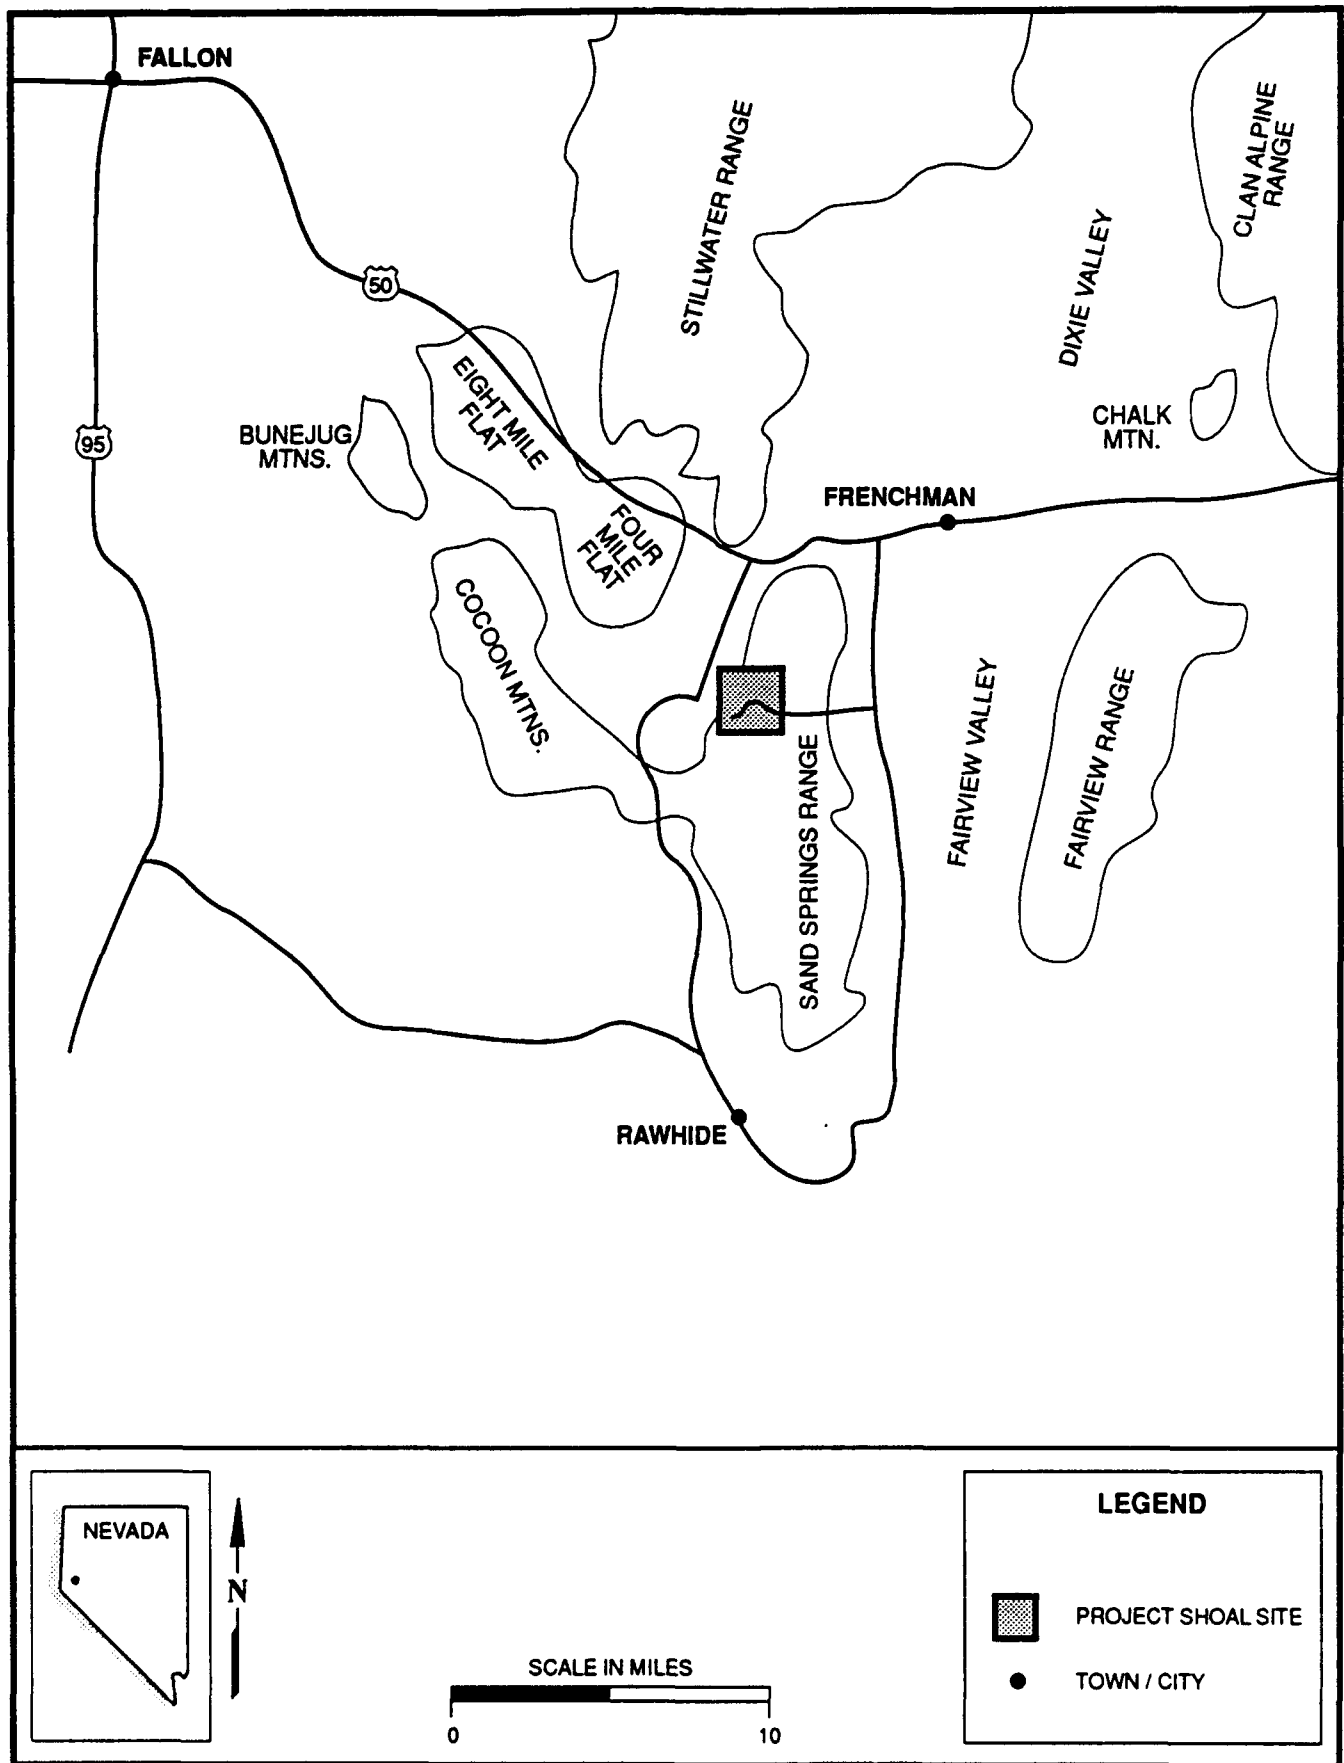 FALLON
STILLWATER RANGE
CLAN ALPINE
RANGE
DIXIE VALLEY
50
EIGHT MILE
FLAT
BUNEJUG
MTNS.
95
CHALK
MTN.
FRENCHMAN
FOUR
MILE
FLAT
COCOON MTNS.
SAND SPRINGS RANGE
FAIRVIEW VALLEY
FAIRVIEW RANGE
RAWHIDE
NEVADA
N
SCALE IN MILES
0 10
LEGEND
PROJECT SHOAL SITE
TOWN / CITY